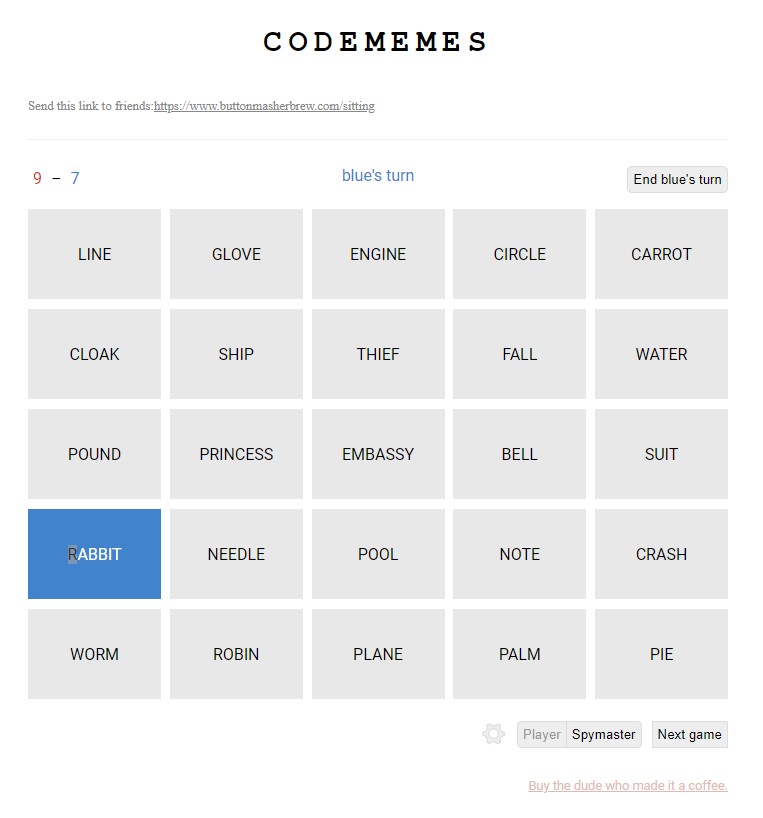 CODEMEMES
Send this link to friends:https://www.buttonmasherbrew.com/sitting
9 – 7 blue's turn End blue's turn
LINE GLOVE ENGINE CIRCLE CARROT
CLOAK SHIP THIEF FALL WATER
POUND PRINCESS EMBASSY BELL SUIT
RABBIT NEEDLE POOL NOTE CRASH
WORM ROBIN PLANE PALM PIE
Player Spymaster Next game
Buy the dude who made it a coffee.